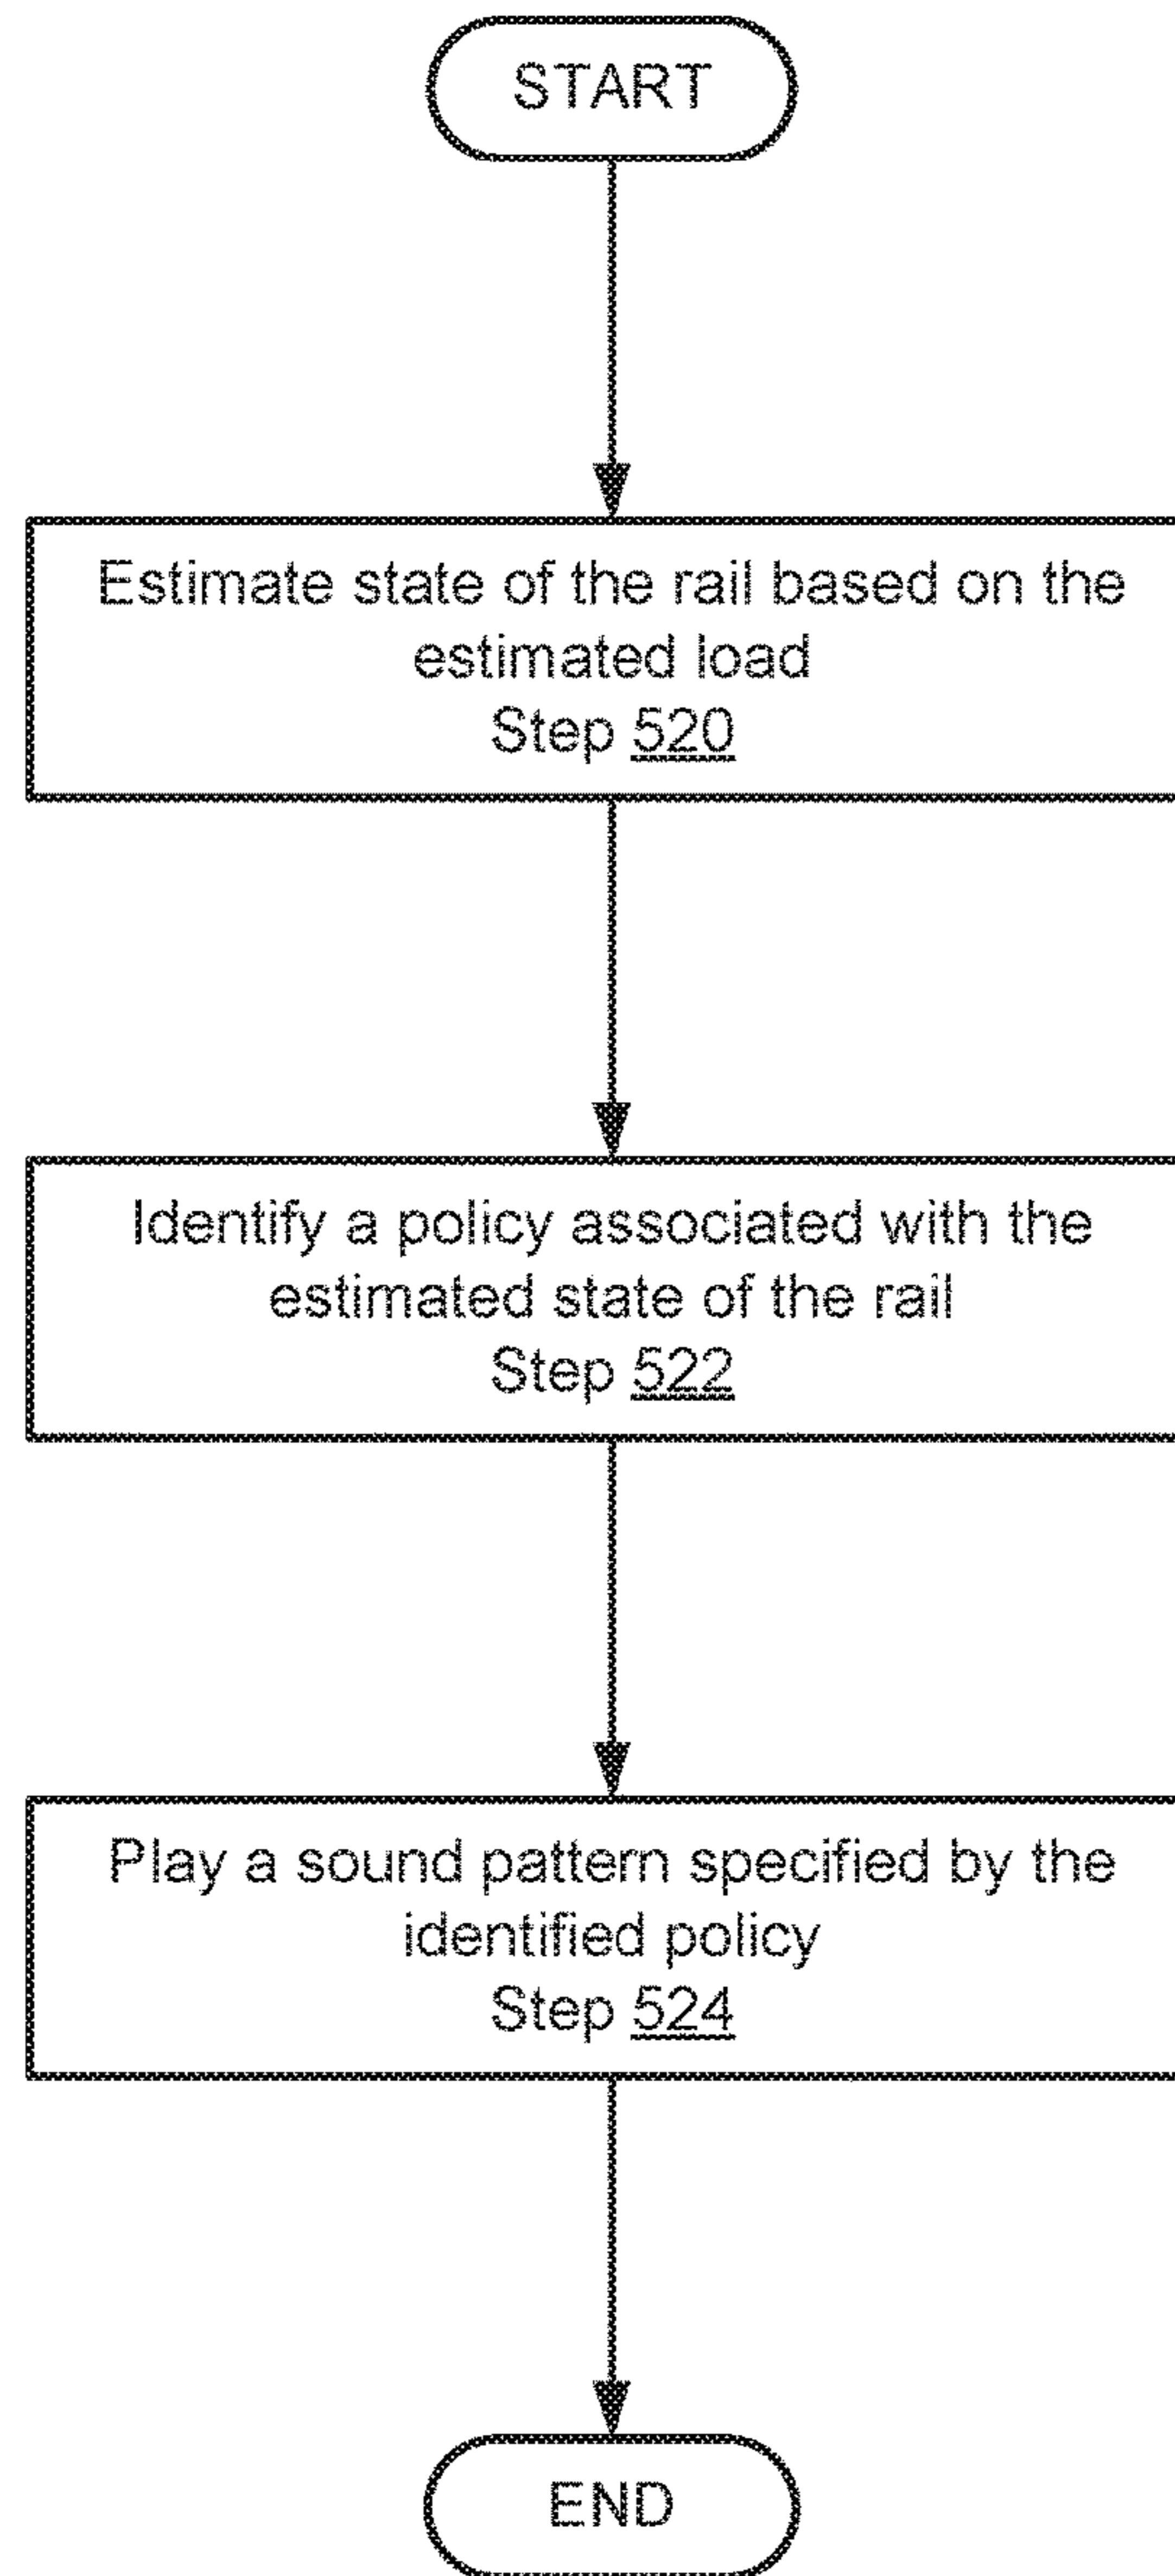 START
Estimate state of the rail based on the
estimated load
Step 520
Identify a policy associated with the
estimated state of the rail
Step 522
Play a sound pattern specified by the
identified policy
Step 524
END